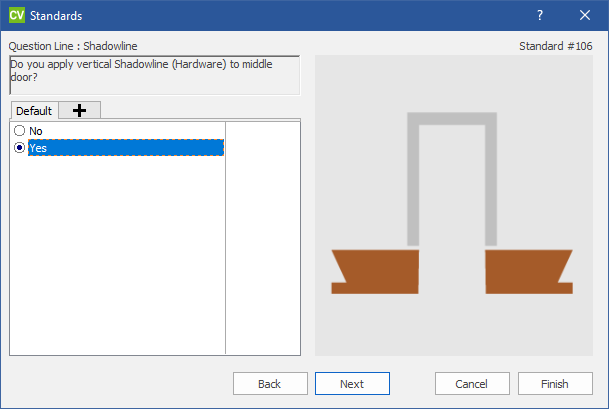 CV Standards ?
Question Line : Shadowline Standard #106
Do you apply vertical Shadowline (Hardware) to middle
door?
Default
No
Yes
Back Next Cancel Finish